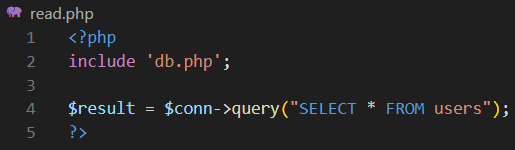 read.php
1 <?php
2 include 'db.php';
3
4 $result = $conn->query("SELECT * FROM users");
5 ?>